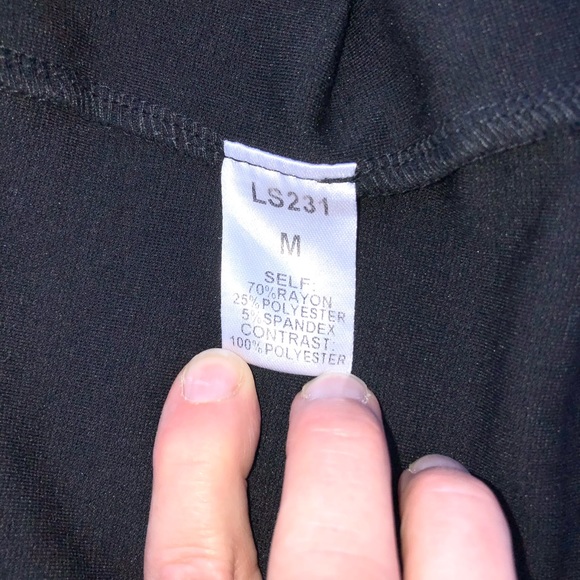 LS231
M
SELF:
70%RAYON
25%POLYESTER
5%SPANDEX
CONTRAST:
100%POLYESTER